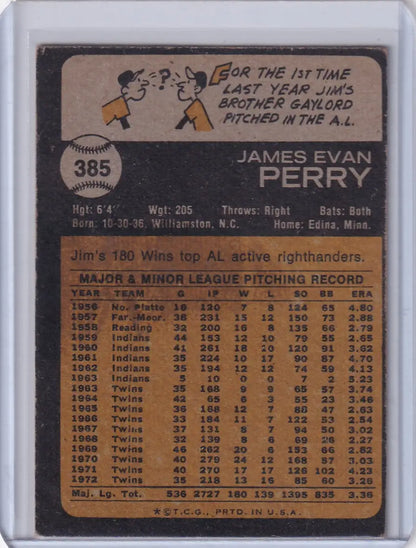 ?
FOR THE 1ST TIME
LAST YEAR JIM'S
BROTHER GAYLORD
PITCHED IN THE A.L.
385
JAMES EVAN
PERRY
Hgt: 6'4" Wgt: 205 Throws: Right Bats: Both
Born: 10-30-36, Williamston, N.C. Home: Edina, Minn.
Jim's 180 Wins top AL active righthanders.
MAJOR & MINOR LEAGUE PITCHING RECORD
YEAR TEAM G IP W L SO BB ERA
1956 No. Platte 18 120 7 8 124 65 4.80
1957 Far.-Moor. 38 231 15 12 150 73 2.88
1958 Reading 32 200 16 8 135 66 2.79
1959 Indians 44 153 12 10 79 55 2.65
1960 Indians 41 261 18 10 120 91 3.62
1961 Indians 35 224 10 17 90 87 4.70
1962 Indians 35 194 12 12 74 59 4.13
1963 Indians 5 10 0 0 7 2 5.23
1963 Twins 35 168 9 9 65 57 3.74
1964 Twins 42 65 6 3 55 23 3.46
1965 Twins 36 168 12 7 88 47 2.63
1966 Twins 33 184 11 7 122 53 2.54
1967 Twins 37 131 8 7 94 50 3.02
1968 Twins 32 139 8 6 69 26 2.27
1969 Twins 46 262 20 6 153 66 2.82
1970 Twins 40 279 24 12 168 57 3.03
1971 Twins 40 270 17 17 126 102 4.23
1972 Twins 35 218 13 16 85 60 3.26
Maj. Lg. Tot. 536 2727 180 139 1395 835 3.36
*© T.C.G., PRTD. IN U.S.A.